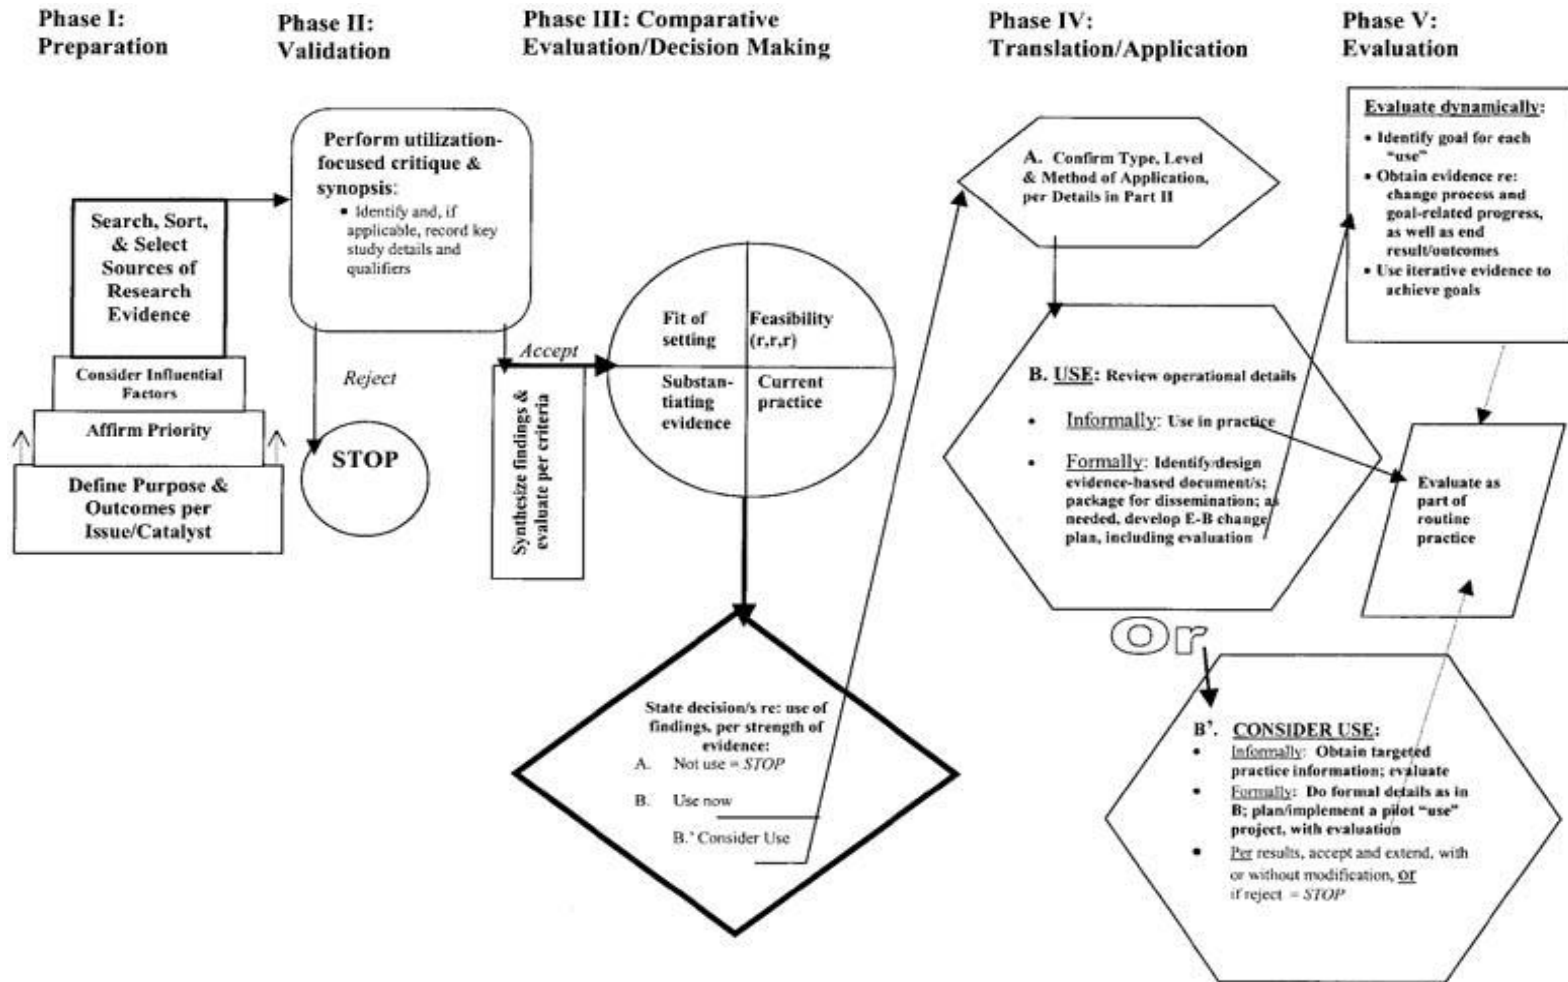 Phase I:
Preparation
Phase II:
Validation
Phase III: Comparative
Evaluation/Decision Making
Phase IV:
Translation/Application
Phase V:
Evaluation
Search, Sort,
& Select
Sources of
Research
Evidence
Consider Influential
Factors
Affirm Priority
Define Purpose &
Outcomes per
Issue/Catalyst
Perform utilization-
focused critique &
synopsis:
• Identify and, if
applicable, record key
study details and
qualifiers
Reject
STOP
Accept
Synthesize findings &
evaluate per criteria
Fit of
setting
Feasibility
(r,r,r)
Substan-
tiating
evidence
Current
practice
State decision/s re: use of
findings, per strength of
evidence:
A. Not use = STOP
B. Use now
B.' Consider Use
A. Confirm Type, Level
& Method of Application,
per Details in Part II
B. USE: Review operational details
• Informally: Use in practice
• Formally: Identify/design
evidence-based document/s;
package for dissemination; as
needed, develop E-B change
plan, including evaluation
Or
B'. CONSIDER USE:
• Informally: Obtain targeted
practice information; evaluate
• Formally: Do formal details as in
B; plan/implement a pilot "use"
project, with evaluation
• Per results, accept and extend, with
or without modification, or
if reject = STOP
Evaluate dynamically:
• Identify goal for each
"use"
• Obtain evidence re:
change process and
goal-related progress,
as well as end
result/outcomes
• Use iterative evidence to
achieve goals
Evaluate as
part of
routine
practice